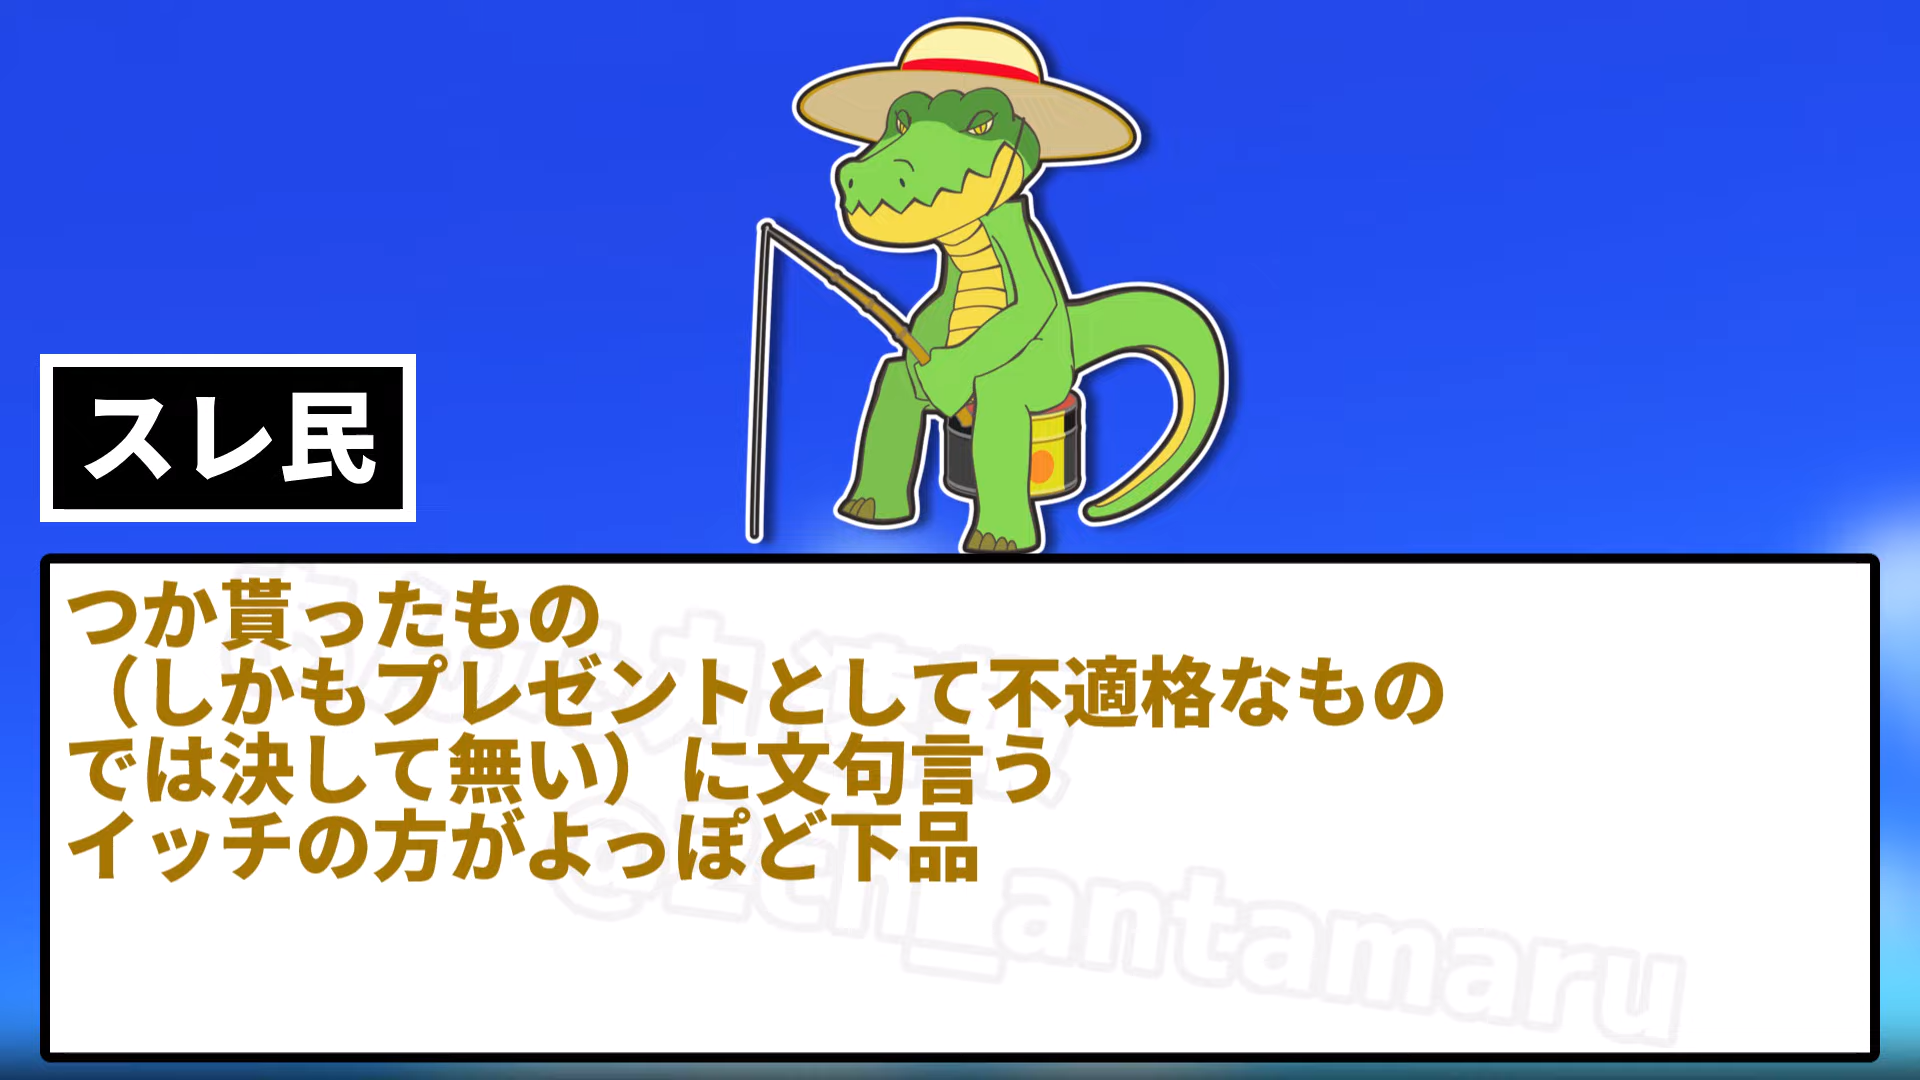 スレ民
つか貰ったもの
（しかもプレゼントとして不適格なもの
では決して無い）に文句言う
イッチの方がよっぽど下品
@2ch_antamaru